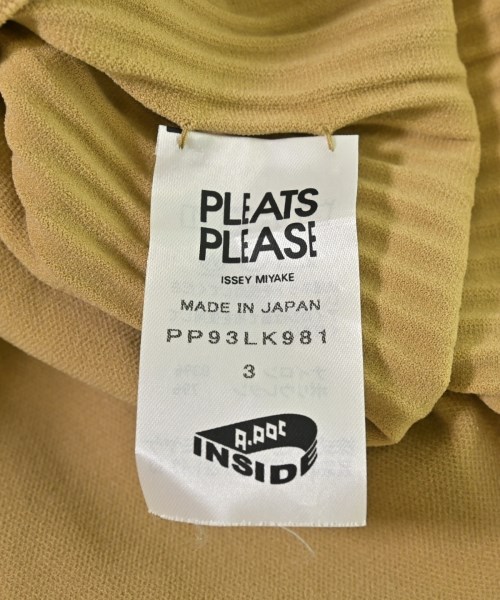 PLEATS
PLEASE
ISSEY MIYAKE
MADE IN JAPAN
PP93LK981
3
A-POC
INSIDE